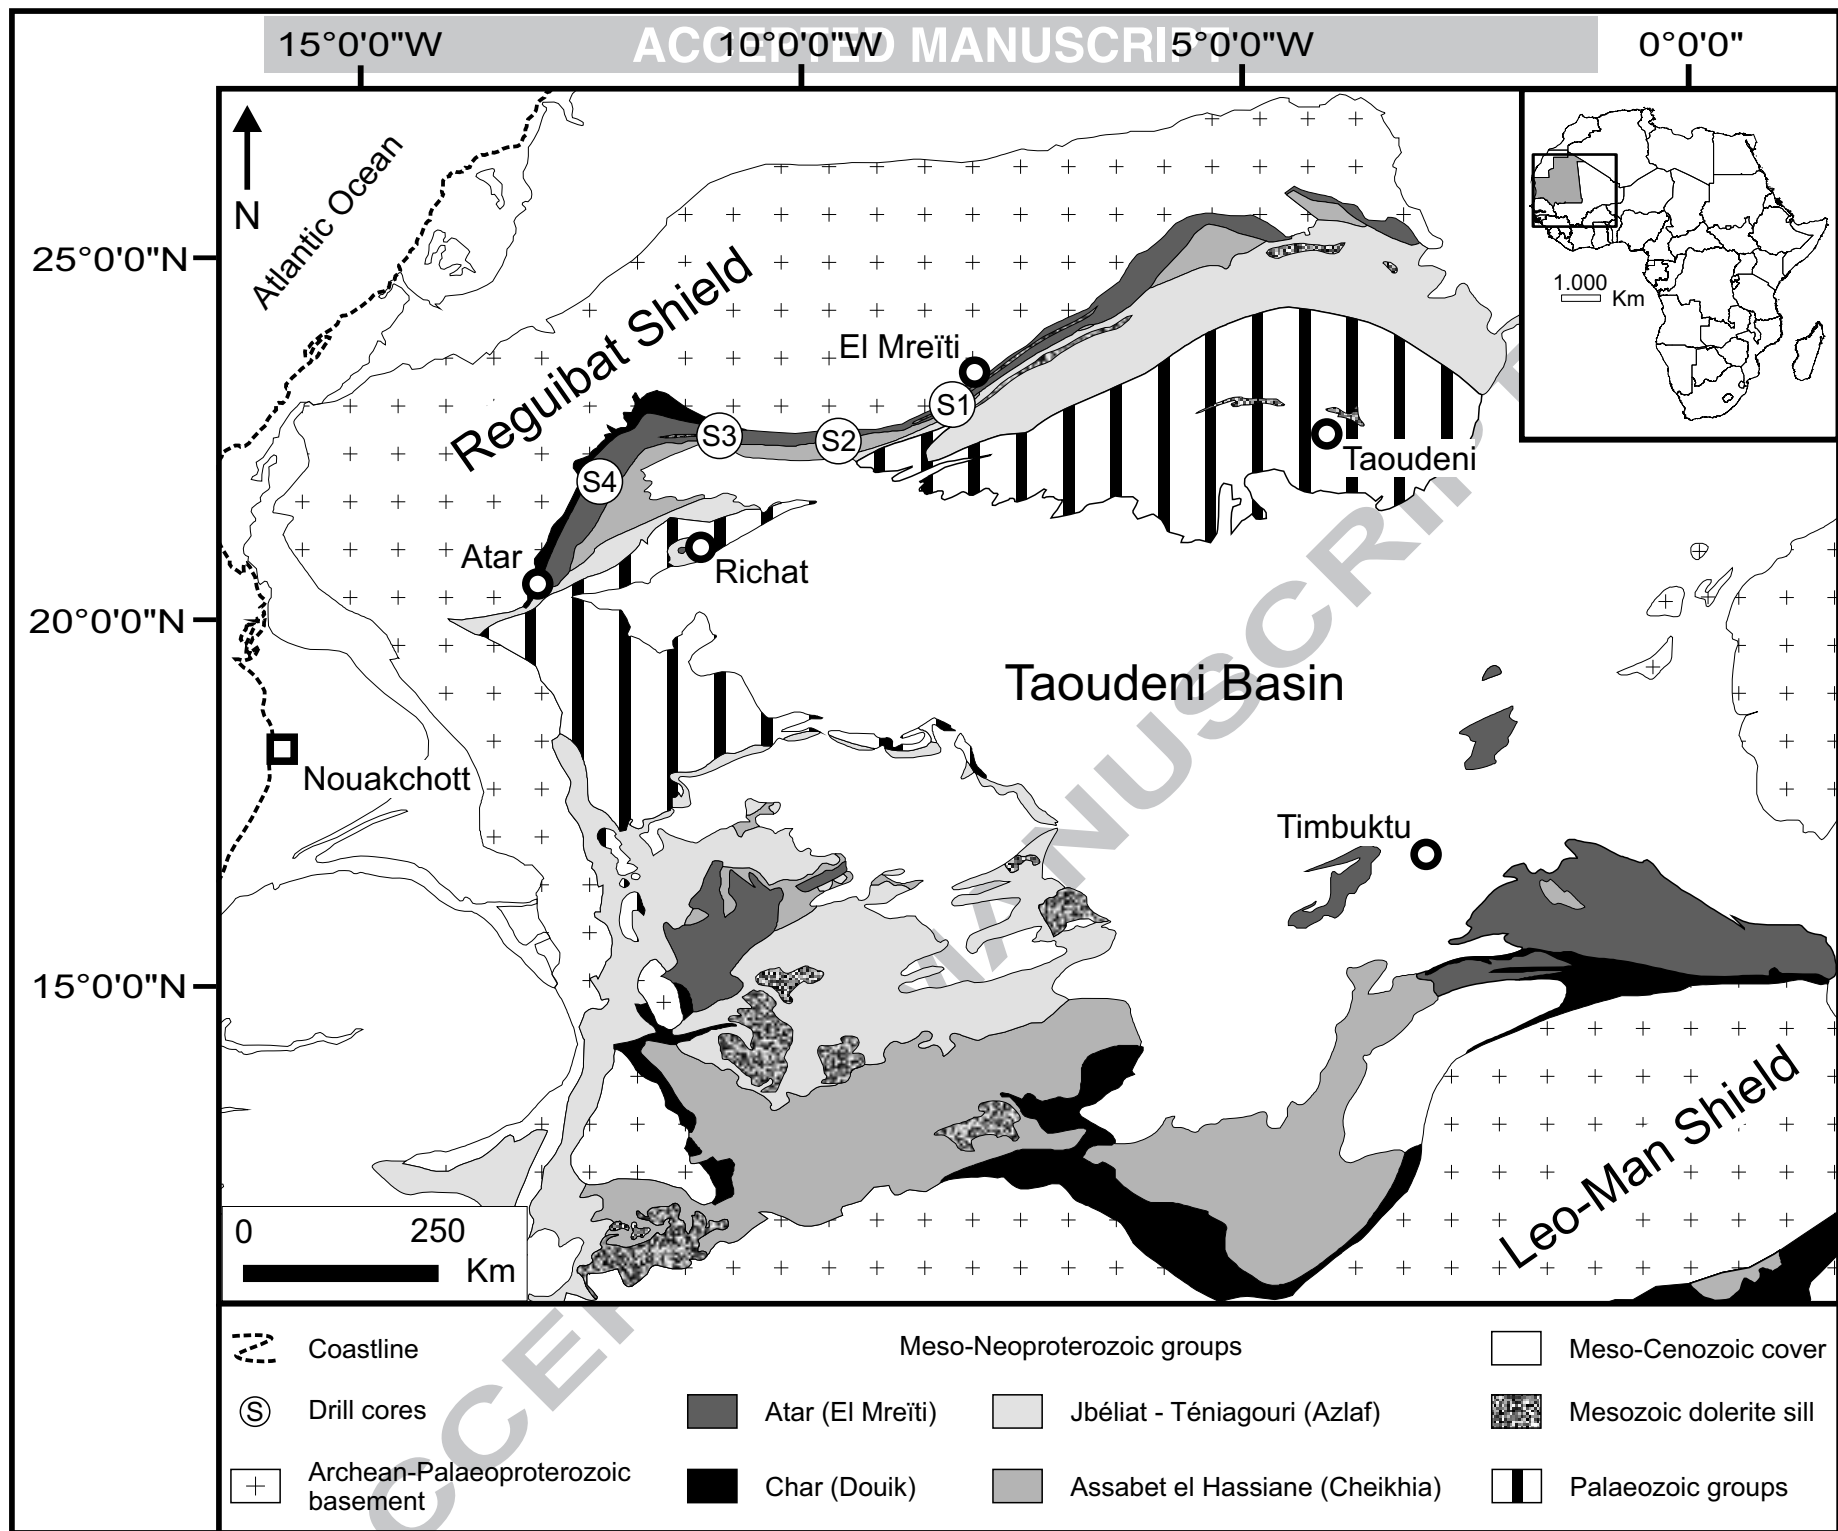 ACCEPTED MANUSCRIPT
15°0'0"W
10°0'0"W
5°0'0"W
0°0'0"
25°0'0"N
20°0'0"N
15°0'0"N
N
Atlantic Ocean
1.000
Km
Reguibat Shield
El Mreïti
S1
S2
S3
S4
Taoudeni
Atar
Richat
Taoudeni Basin
Nouakchott
Timbuktu
Leo-Man Shield
0 250
Km
ACCEPTED MANUSCRIPT
Coastline
Meso-Neoproterozoic groups
Meso-Cenozoic cover
S
Drill cores
Atar (El Mreïti)
Jbéliat - Téniagouri (Azlaf)
Mesozoic dolerite sill
Archean-Palaeoproterozoic
basement
Char (Douik)
Assabet el Hassiane (Cheikhia)
Palaeozoic groups